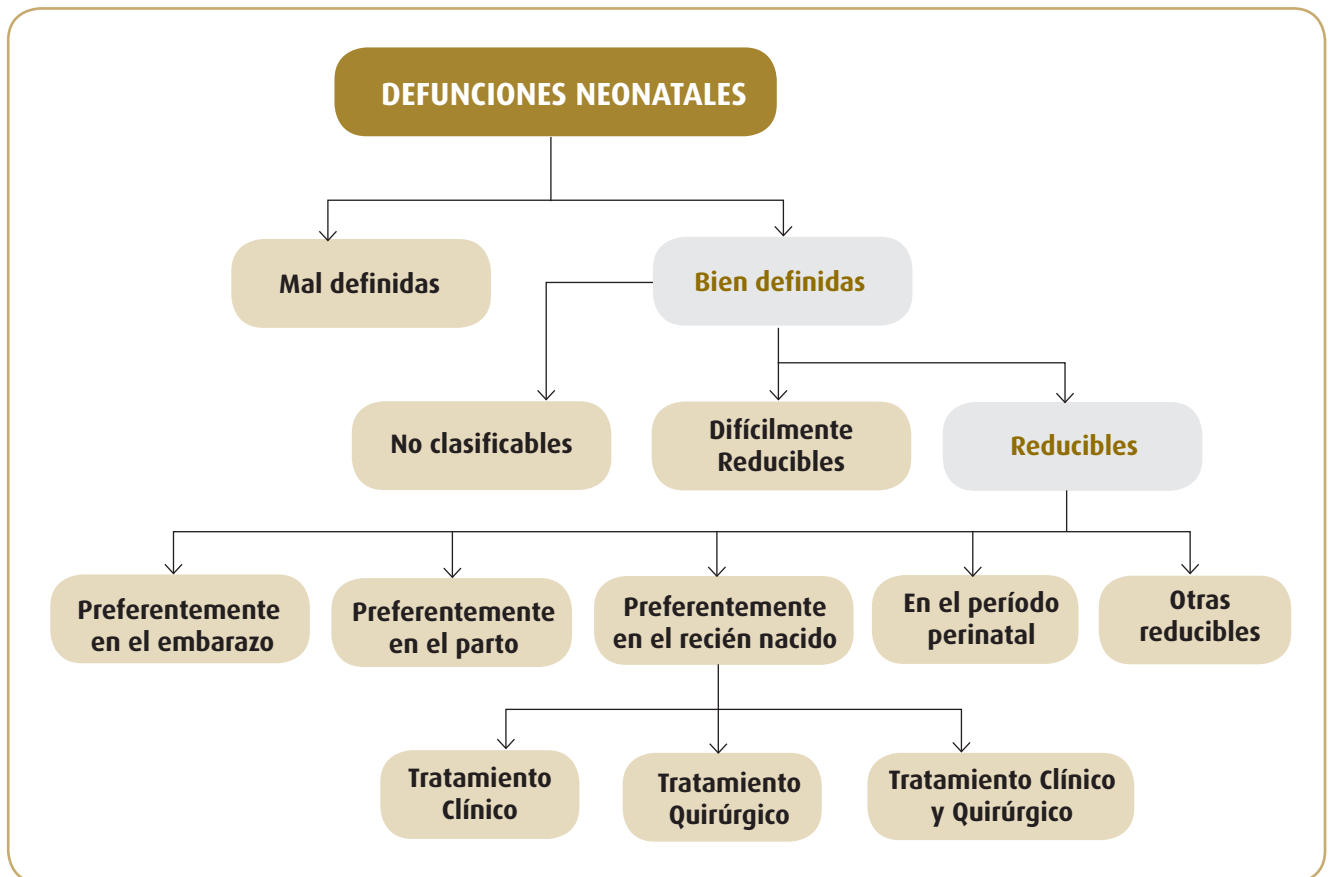 DEFUNCIONES NEONATALES
Mal definidas
Bien definidas
No clasificables
Difícilmente
Reducibles
Reducibles
Preferentemente
en el embarazo
Preferentemente
en el parto
Preferentemente
en el recién nacido
En el período
perinatal
Otras
reducibles
Tratamiento
Clínico
Tratamiento
Quirúrgico
Tratamiento Clínico
y Quirúrgico